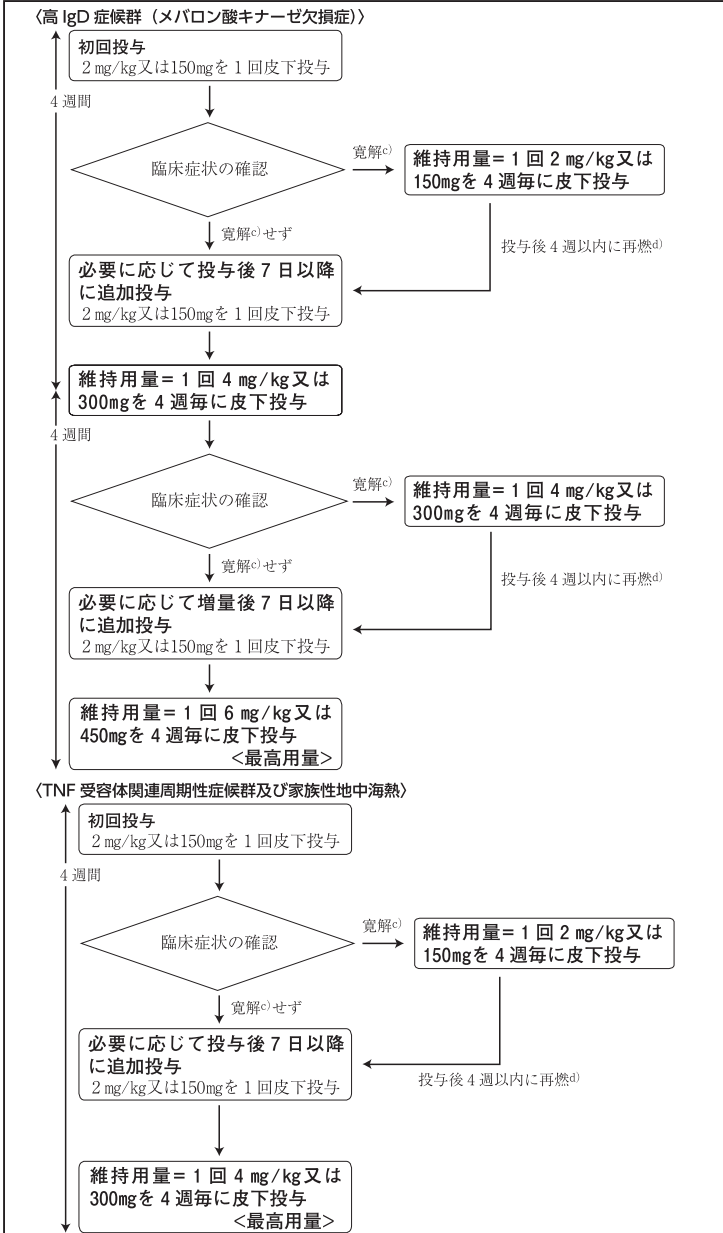 〈高 IgD 症候群（メバロン酸キナーゼ欠損症）〉
初回投与
2 mg/kg又は150mgを 1 回皮下投与
4 週間
臨床症状の確認
寛解c)
維持用量= 1 回 2 mg/kg又は
150mgを 4 週毎に皮下投与
寛解c)せず
投与後 4 週以内に再燃d)
必要に応じて投与後 7 日以降
に追加投与
2 mg/kg又は150mgを 1 回皮下投与
維持用量= 1 回 4 mg/kg又は
300mgを 4 週毎に皮下投与
4 週間
臨床症状の確認
寛解c)
維持用量= 1 回 4 mg/kg又は
300mgを 4 週毎に皮下投与
寛解c)せず
投与後 4 週以内に再燃d)
必要に応じて増量後 7 日以降
に追加投与
2 mg/kg又は150mgを 1 回皮下投与
維持用量= 1 回 6 mg/kg又は
450mgを 4 週毎に皮下投与
<最高用量>
〈TNF 受容体関連周期性症候群及び家族性地中海熱〉
初回投与
2 mg/kg又は150mgを 1 回皮下投与
4 週間
臨床症状の確認
寛解c)
維持用量= 1 回 2 mg/kg又は
150mgを 4 週毎に皮下投与
寛解c)せず
必要に応じて投与後 7 日以降
に追加投与
2 mg/kg又は150mgを 1 回皮下投与
投与後 4 週以内に再燃d)
維持用量= 1 回 4 mg/kg又は
300mgを 4 週毎に皮下投与
<最高用量>